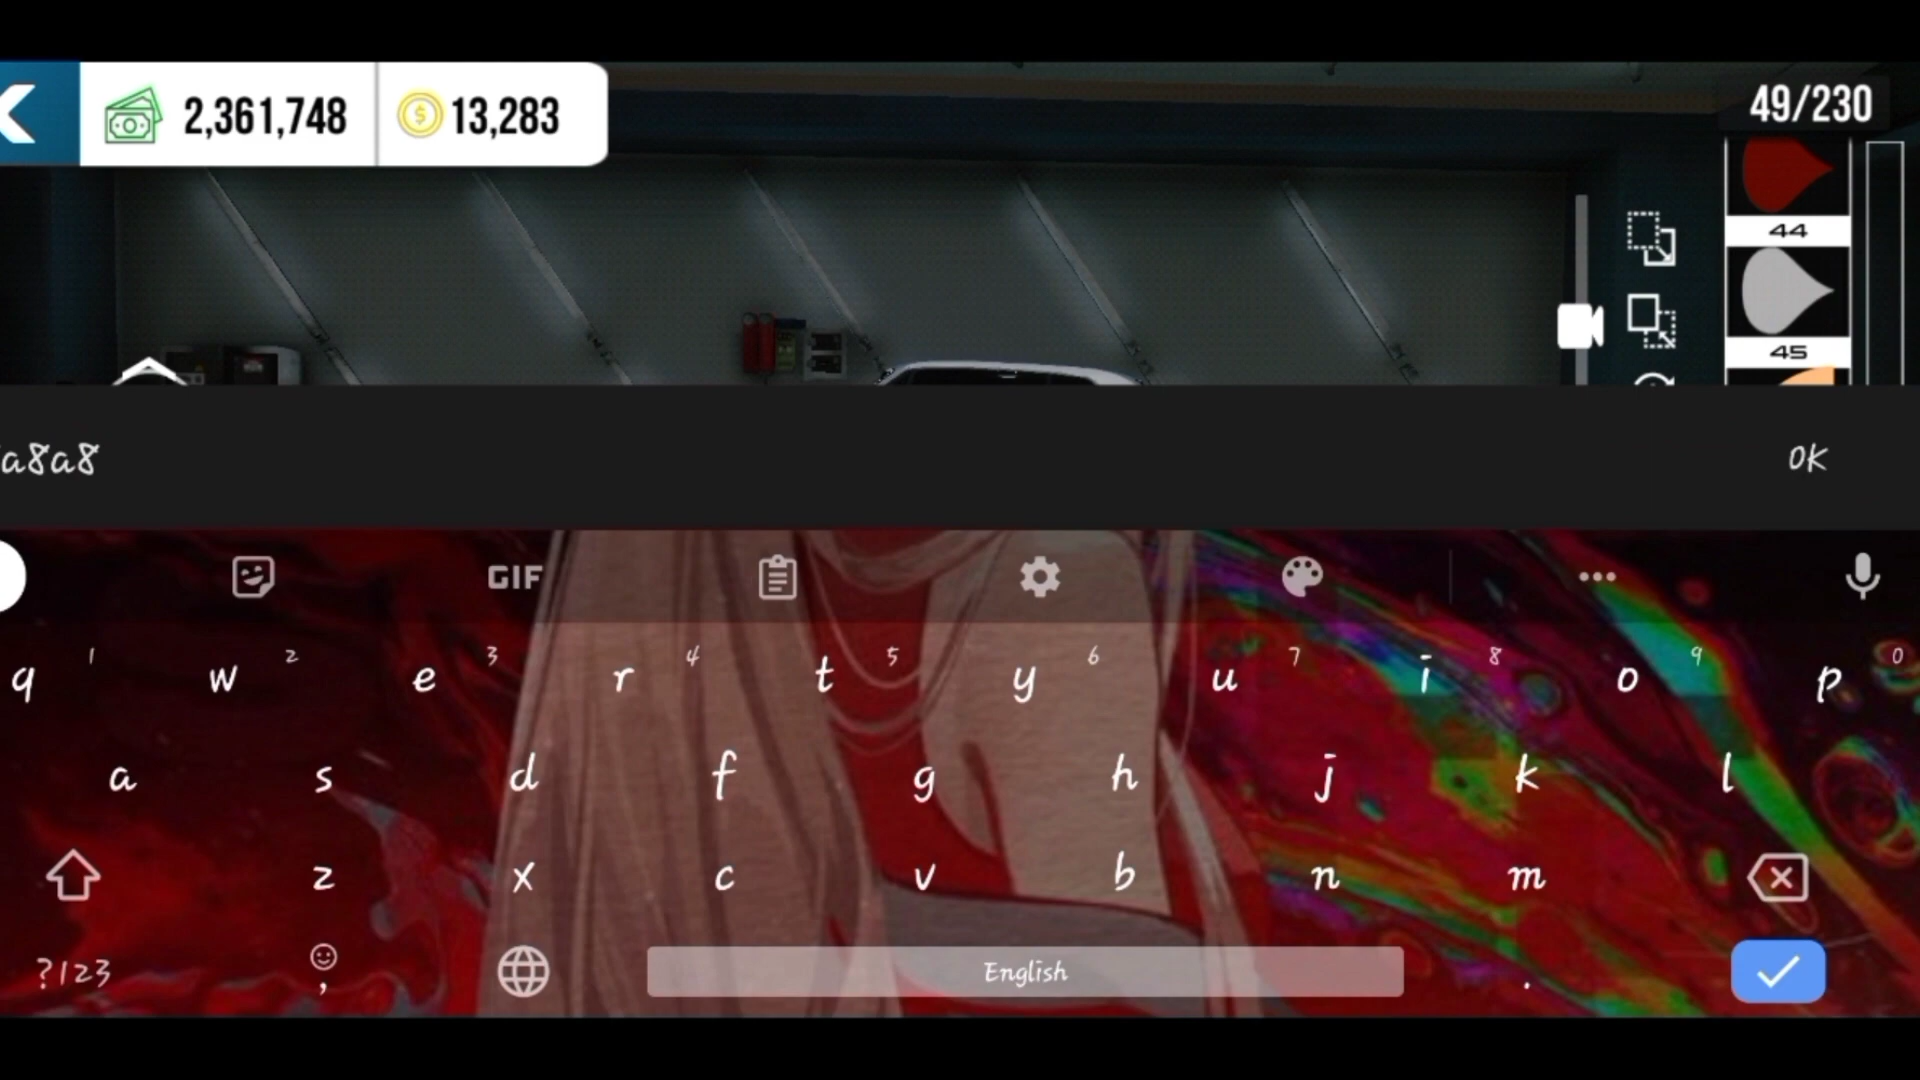 2,361,748 13,283
49/230
44
45
a8a8 OK
GIF
q 1 w 2 e 3 r 4 t 5 y 6 u 7 i 8 o 9 p 0
a s d f g h j k l
z x c v b n m
?123 , English .